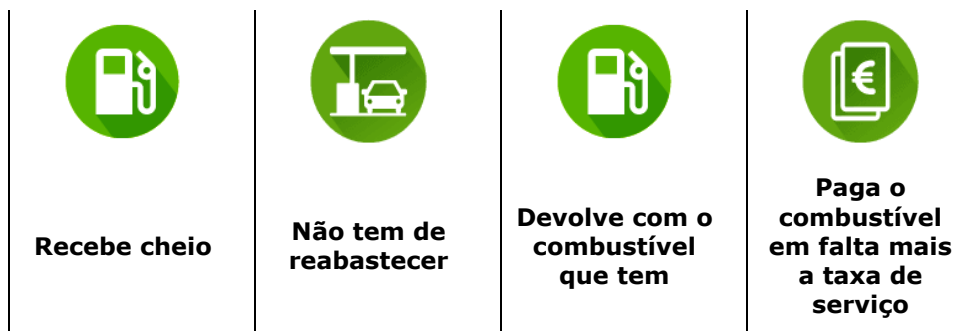 Recebe cheio
Não tem de
reabastecer
Devolve com o
combustível
que tem
€
Paga o
combustível
em falta mais
a taxa de
serviço